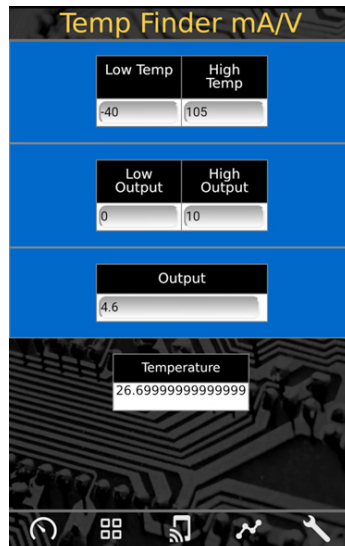 Temp Finder mA/V
Low Temp
High
Temp
-40
105
Low
Output
High
Output
0
10
Output
4.6
Temperature
26.69999999999999